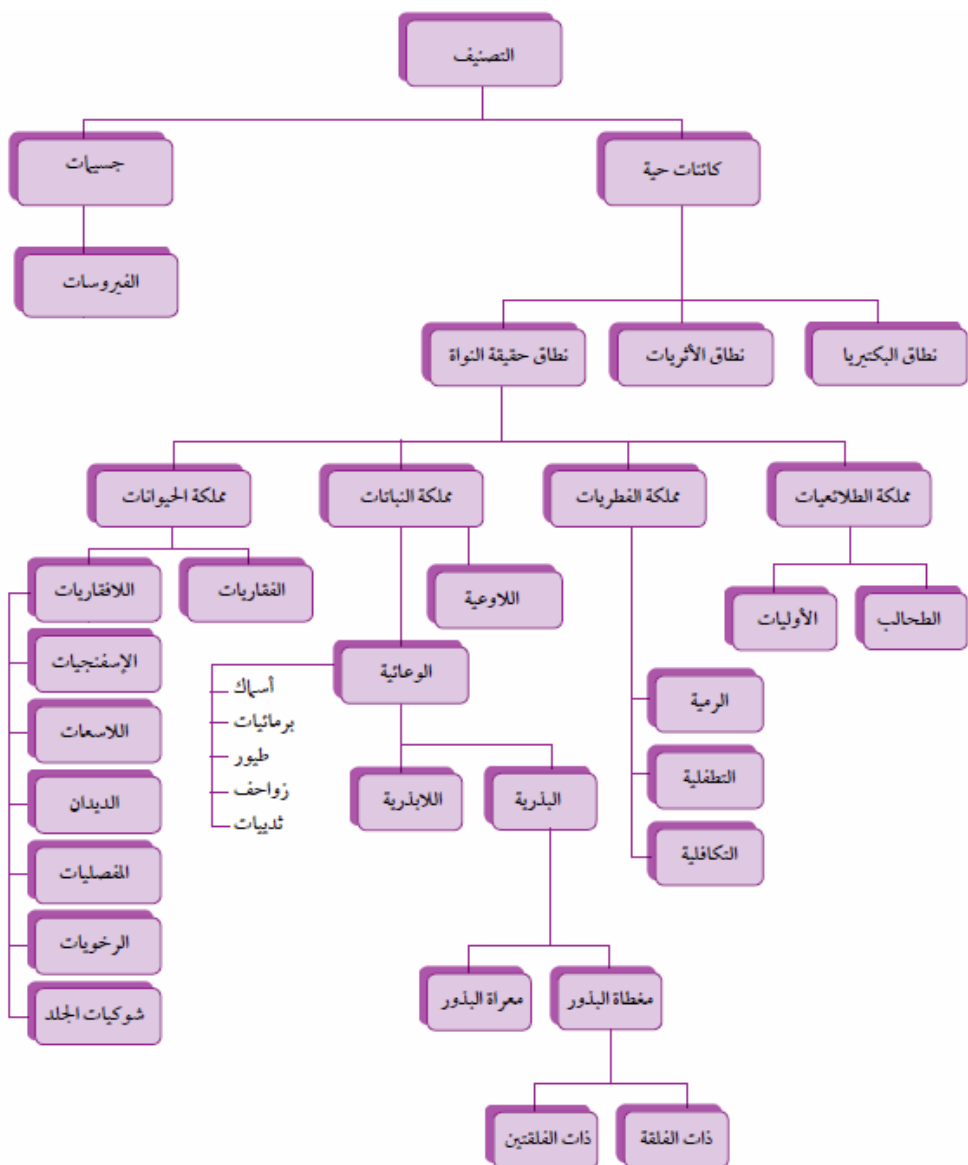 التصنيف
كائنات حية
جسيمات
الفيروسات
نطاق البكتيريا
نطاق الأثريات
نطاق حقيقة النواة
مملكة الطلائعيات
مملكة الفطريات
مملكة النباتات
مملكة الحيوانات
الطحالب
الأوليات
الرمية
التطفلية
التكافلية
اللاوعية
الوعائية
البذرية
اللابذرية
مغطاة البذور
معراة البذور
ذات الفلقة
ذات الفلقتين
الفقاريات
أسماك
برمائيات
طيور
زواحف
ثدييات
اللافقاريات
الإسفنجيات
اللاسعات
الديدان
المفصليات
الرخويات
شوكيات الجلد